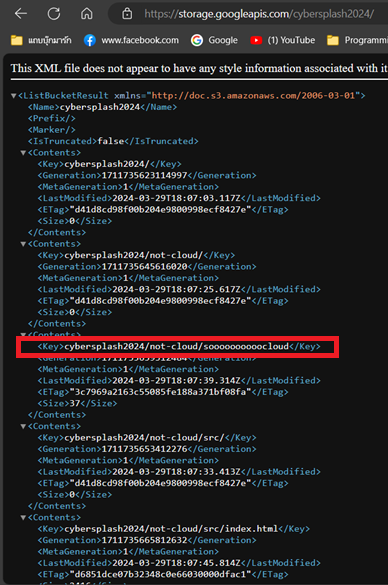 https://storage.googleapis.com/cybersplash2024/
แถบบุ๊กมาร์ก www.facebook.com Google (1) YouTube Programmi
This XML file does not appear to have any style information associated with it
▼<ListBucketResult xmlns="http://doc.s3.amazonaws.com/2006-03-01">
<Name>cybersplash2024</Name>
<Prefix/>
<Marker/>
<IsTruncated>false</IsTruncated>
▼<Contents>
<Key>cybersplash2024/</Key>
<Generation>1711735623114997</Generation>
<MetaGeneration>1</MetaGeneration>
<LastModified>2024-03-29T18:07:03.117Z</LastModified>
<ETag>"d41d8cd98f00b204e9800998ecf8427e"</ETag>
<Size>0</Size>
</Contents>
▼<Contents>
<Key>cybersplash2024/not-cloud/</Key>
<Generation>1711735645616020</Generation>
<MetaGeneration>1</MetaGeneration>
<LastModified>2024-03-29T18:07:25.617Z</LastModified>
<ETag>"d41d8cd98f00b204e9800998ecf8427e"</ETag>
<Size>0</Size>
</Contents>
▼<Contents>
<Key>cybersplash2024/not-cloud/soooooooooocloud</Key>
<MetaGeneration>1</MetaGeneration>
<LastModified>2024-03-29T18:07:39.314Z</LastModified>
<ETag>"3c7969a2163c55085fe188a371bf08fa"</ETag>
<Size>37</Size>
</Contents>
▼<Contents>
<Key>cybersplash2024/not-cloud/src/</Key>
<Generation>1711735653412276</Generation>
<MetaGeneration>1</MetaGeneration>
<LastModified>2024-03-29T18:07:33.413Z</LastModified>
<ETag>"d41d8cd98f00b204e9800998ecf8427e"</ETag>
<Size>0</Size>
</Contents>
▼<Contents>
<Key>cybersplash2024/not-cloud/src/index.html</Key>
<Generation>1711735665812632</Generation>
<MetaGeneration>1</MetaGeneration>
<LastModified>2024-03-29T18:07:45.814Z</LastModified>
<ETag>"d6851dce07b32348c0e66030000dfac1"</ETag>